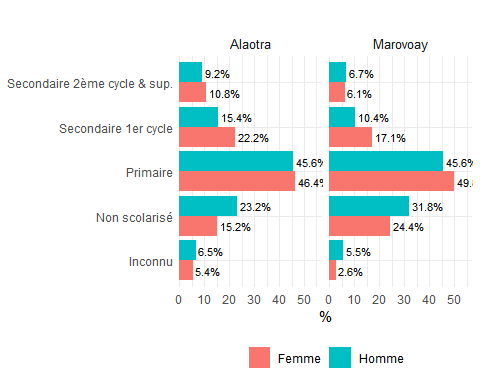 Alaotra Marovoay
Secondaire 2ème cycle & sup. 9.2% 6.7%
10.8% 6.1%
Secondaire 1er cycle 15.4% 10.4%
22.2% 17.1%
Primaire 45.6% 45.6%
46.4%
Non scolarisé 23.2% 31.8%
15.2% 24.4%
Inconnu 6.5% 5.5%
5.4% 2.6%
0 10 20 30 40 50 0 10 20 30 40 50
%
Femme Homme